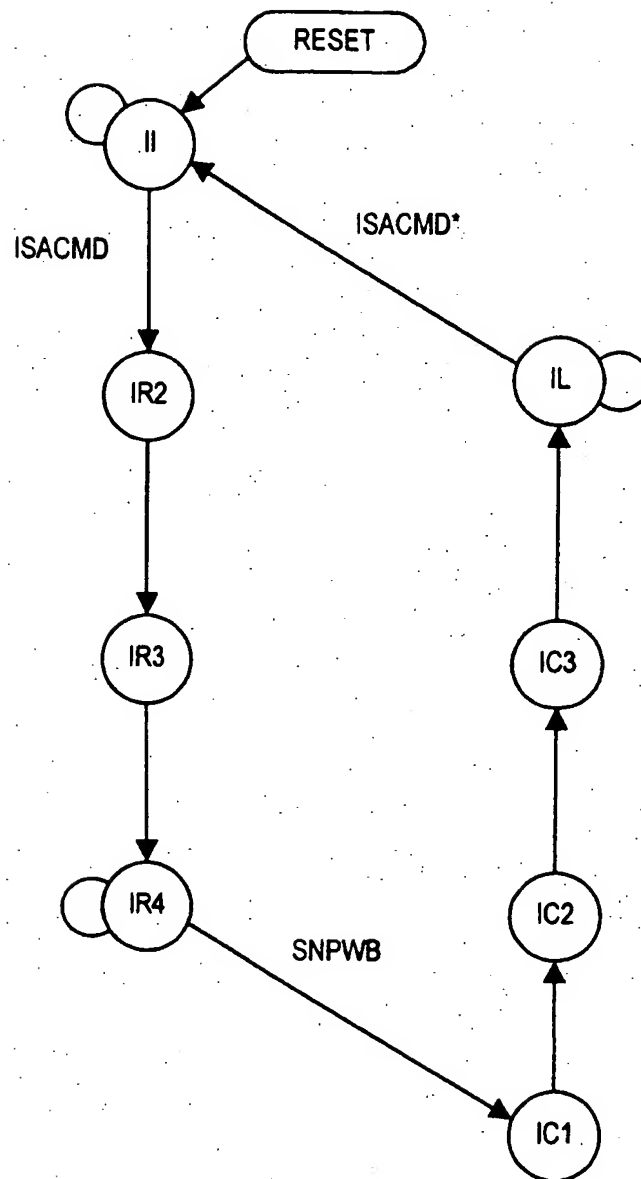 RESET
II
ISACMD*
ISACMD
IL
IR2
IR3
IC3
IR4
IC2
SNPWB
IC1